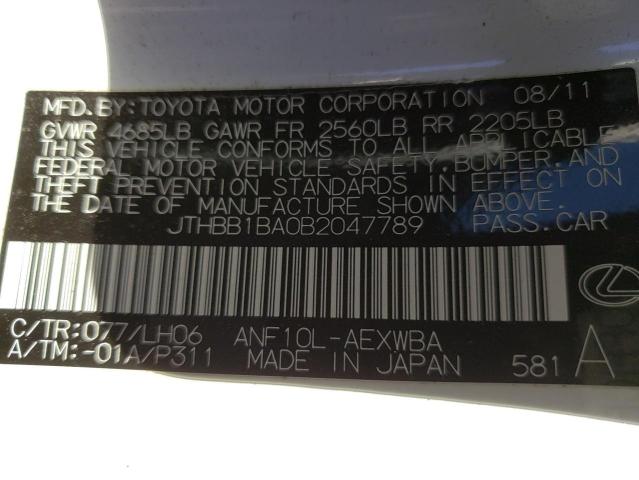 MFD. BY: TOYOTA MOTOR CORPORATION 08/11
GVWR 4685LB GAWR FR 2560LB RR 2205LB
THIS VEHICLE CONFORMS TO ALL APPLICABLE
FEDERAL MOTOR VEHICLE SAFETY, BUMPER, AND
THEFT PREVENTION STANDARDS IN EFFECT ON
THE DATE OF MANUFACTURE SHOWN ABOVE.
JTHBB1BA0B2047789 PASS. CAR
C/TR: 077/LH06 ANF10L-AEXWBA
A/TM: -01A/P311 MADE IN JAPAN 581 A